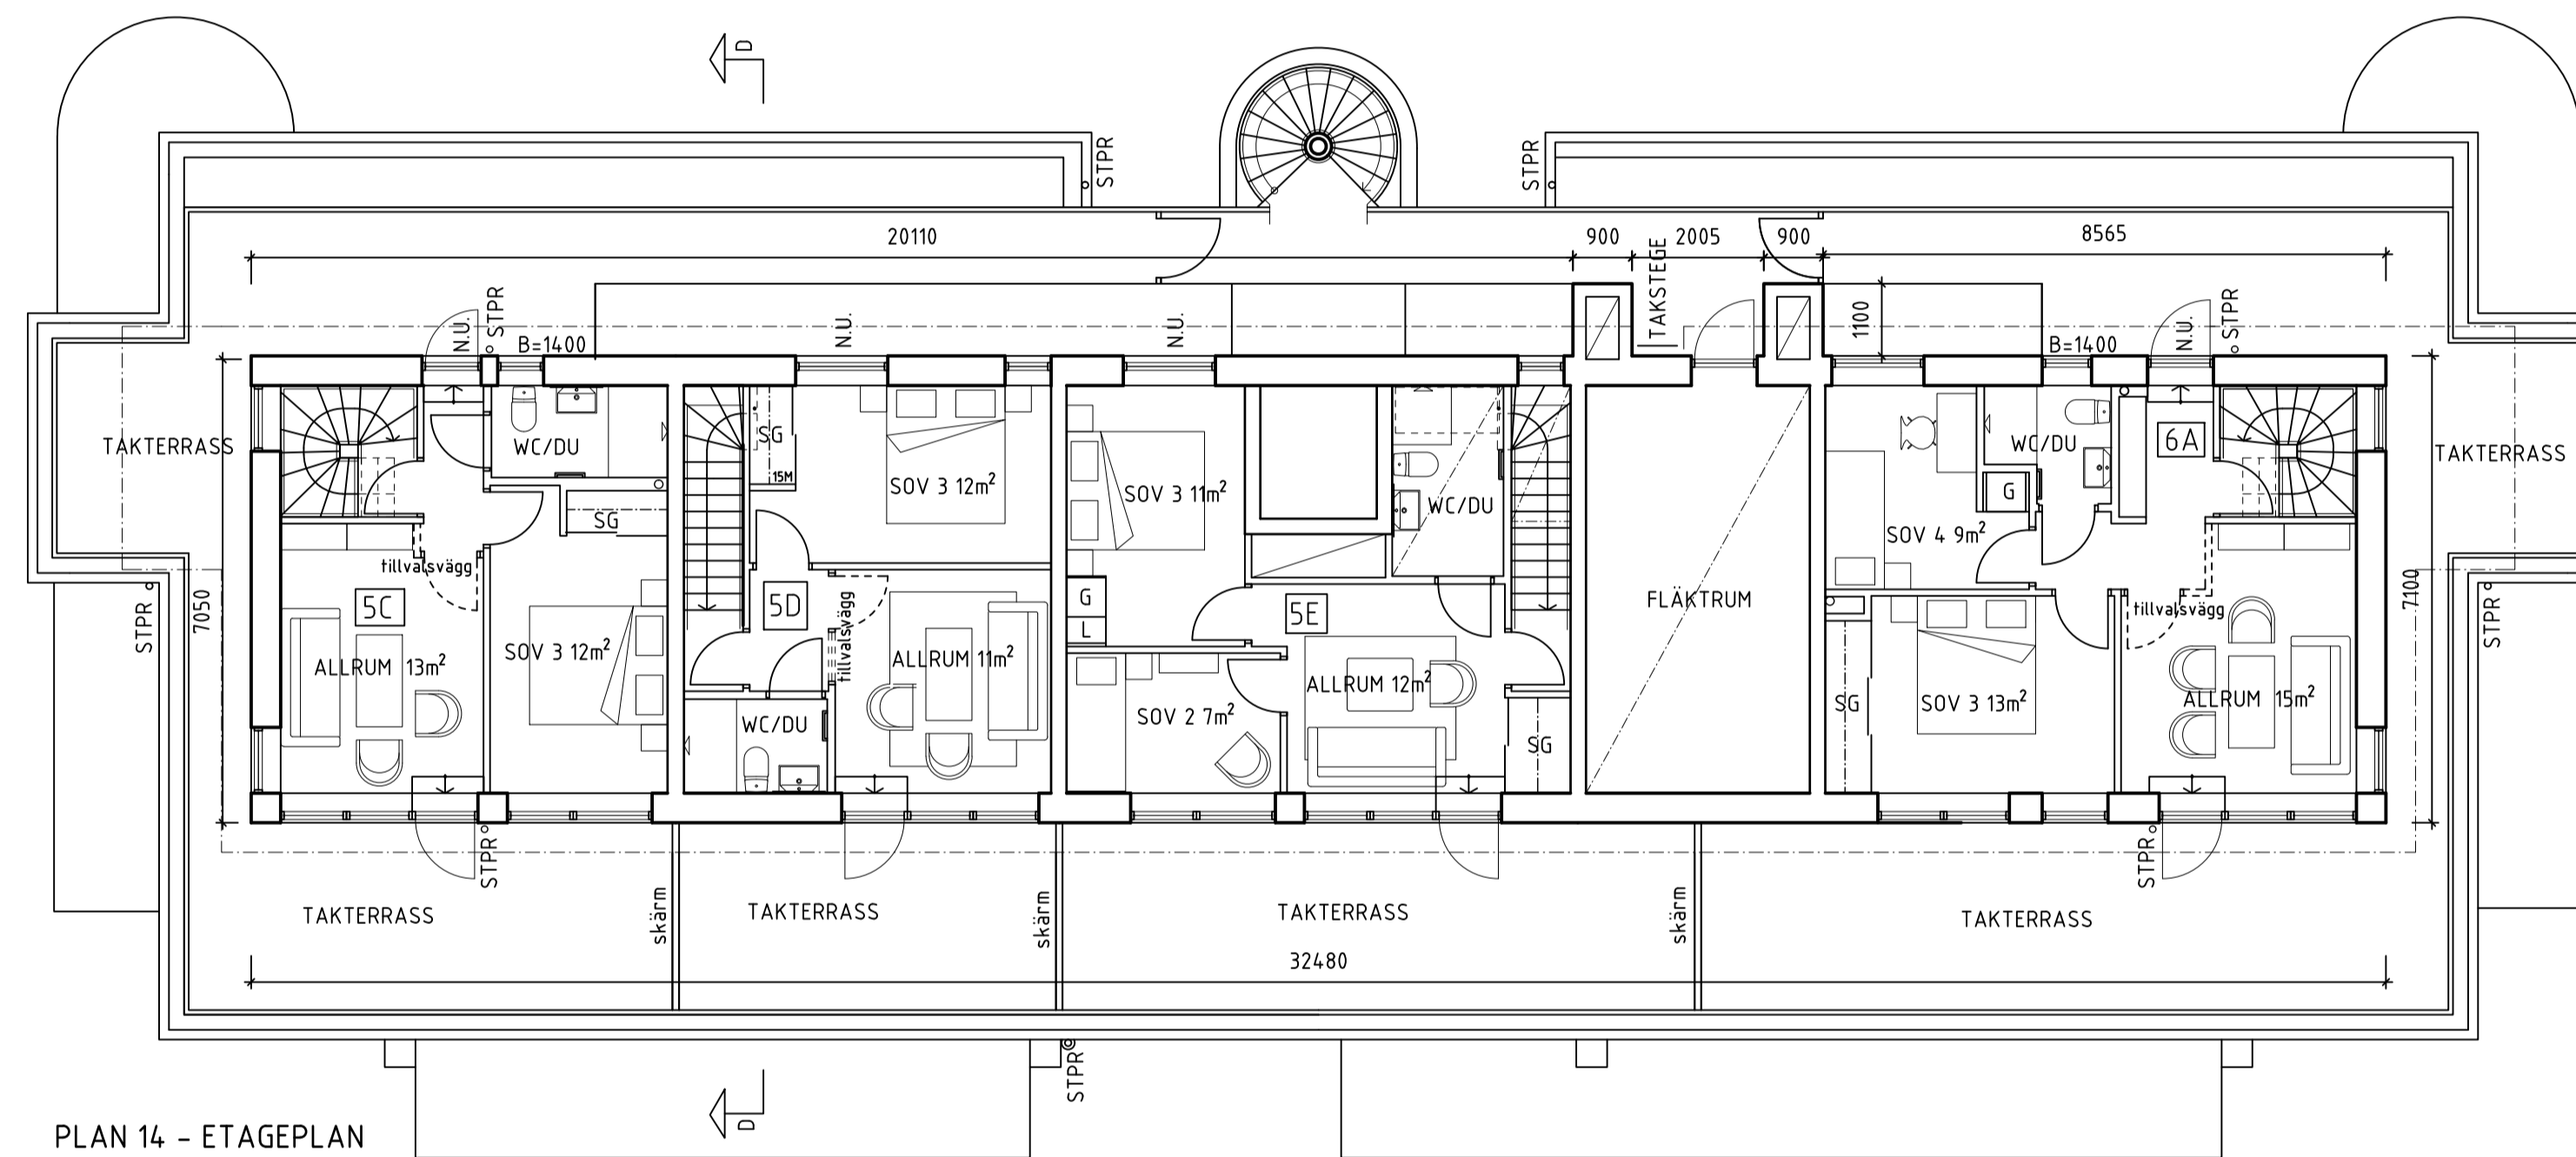 D
STPR
STPR
20110
900
TAKSTEGE
2005
900
8565
N.U.
STPR
B=1400
N.U.
N.U.
1100
B=1400
N.U.
STPR
TAKTERRASS
WC/DU
SG
15M
SOV 3 12m²
SOV 3 11m²
WC/DU
SOV 4 9m²
WC/DU
G
6A
TAKTERRASS
SG
tillvalsvägg
5C
5D
tillvalsvägg
G
L
5E
FLÄKTRUM
tillvalsvägg
STPR
7050
7100
STPR
ALLRUM 13m²
SOV 3 12m²
ALLRUM 11m²
ALLRUM 12m²
SOV 2 7m²
WC/DU
SG
SG
SOV 3 13m²
ALLRUM 15m²
STPR
STPR
TAKTERRASS
skärm
TAKTERRASS
skärm
TAKTERRASS
skärm
TAKTERRASS
32480
STPR
D
PLAN 14 - ETAGEPLAN